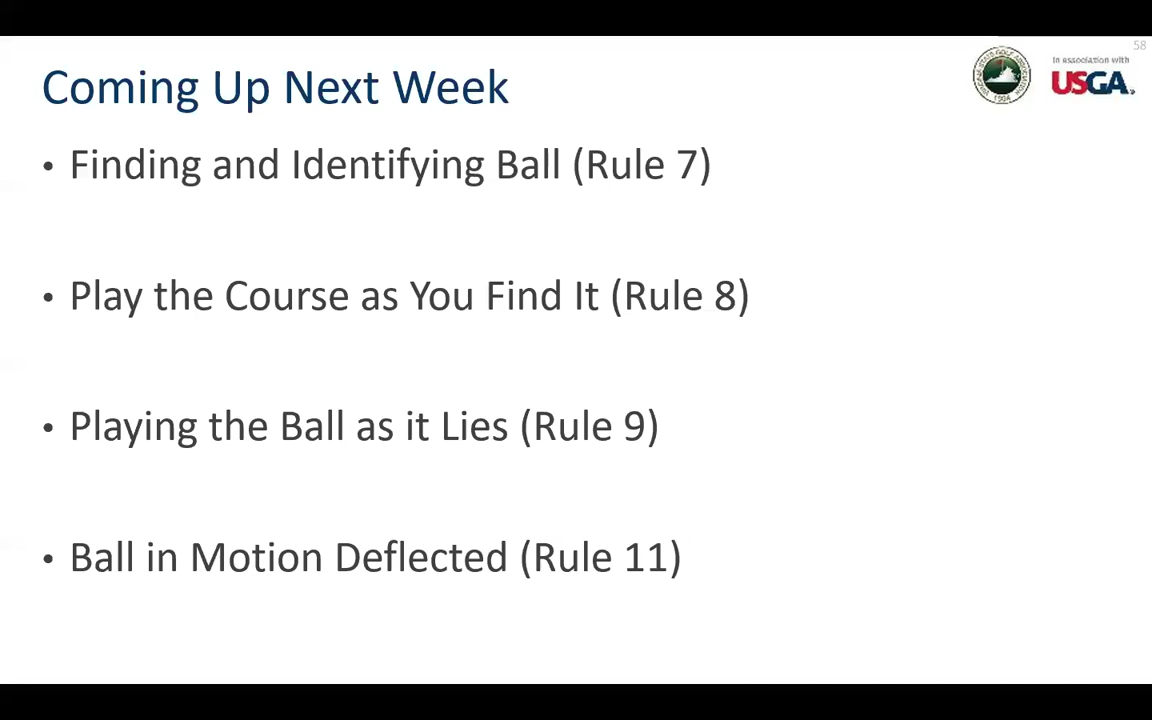 58
Coming Up Next Week
In association with
USGA
• Finding and Identifying Ball (Rule 7)
• Play the Course as You Find It (Rule 8)
• Playing the Ball as it Lies (Rule 9)
• Ball in Motion Deflected (Rule 11)